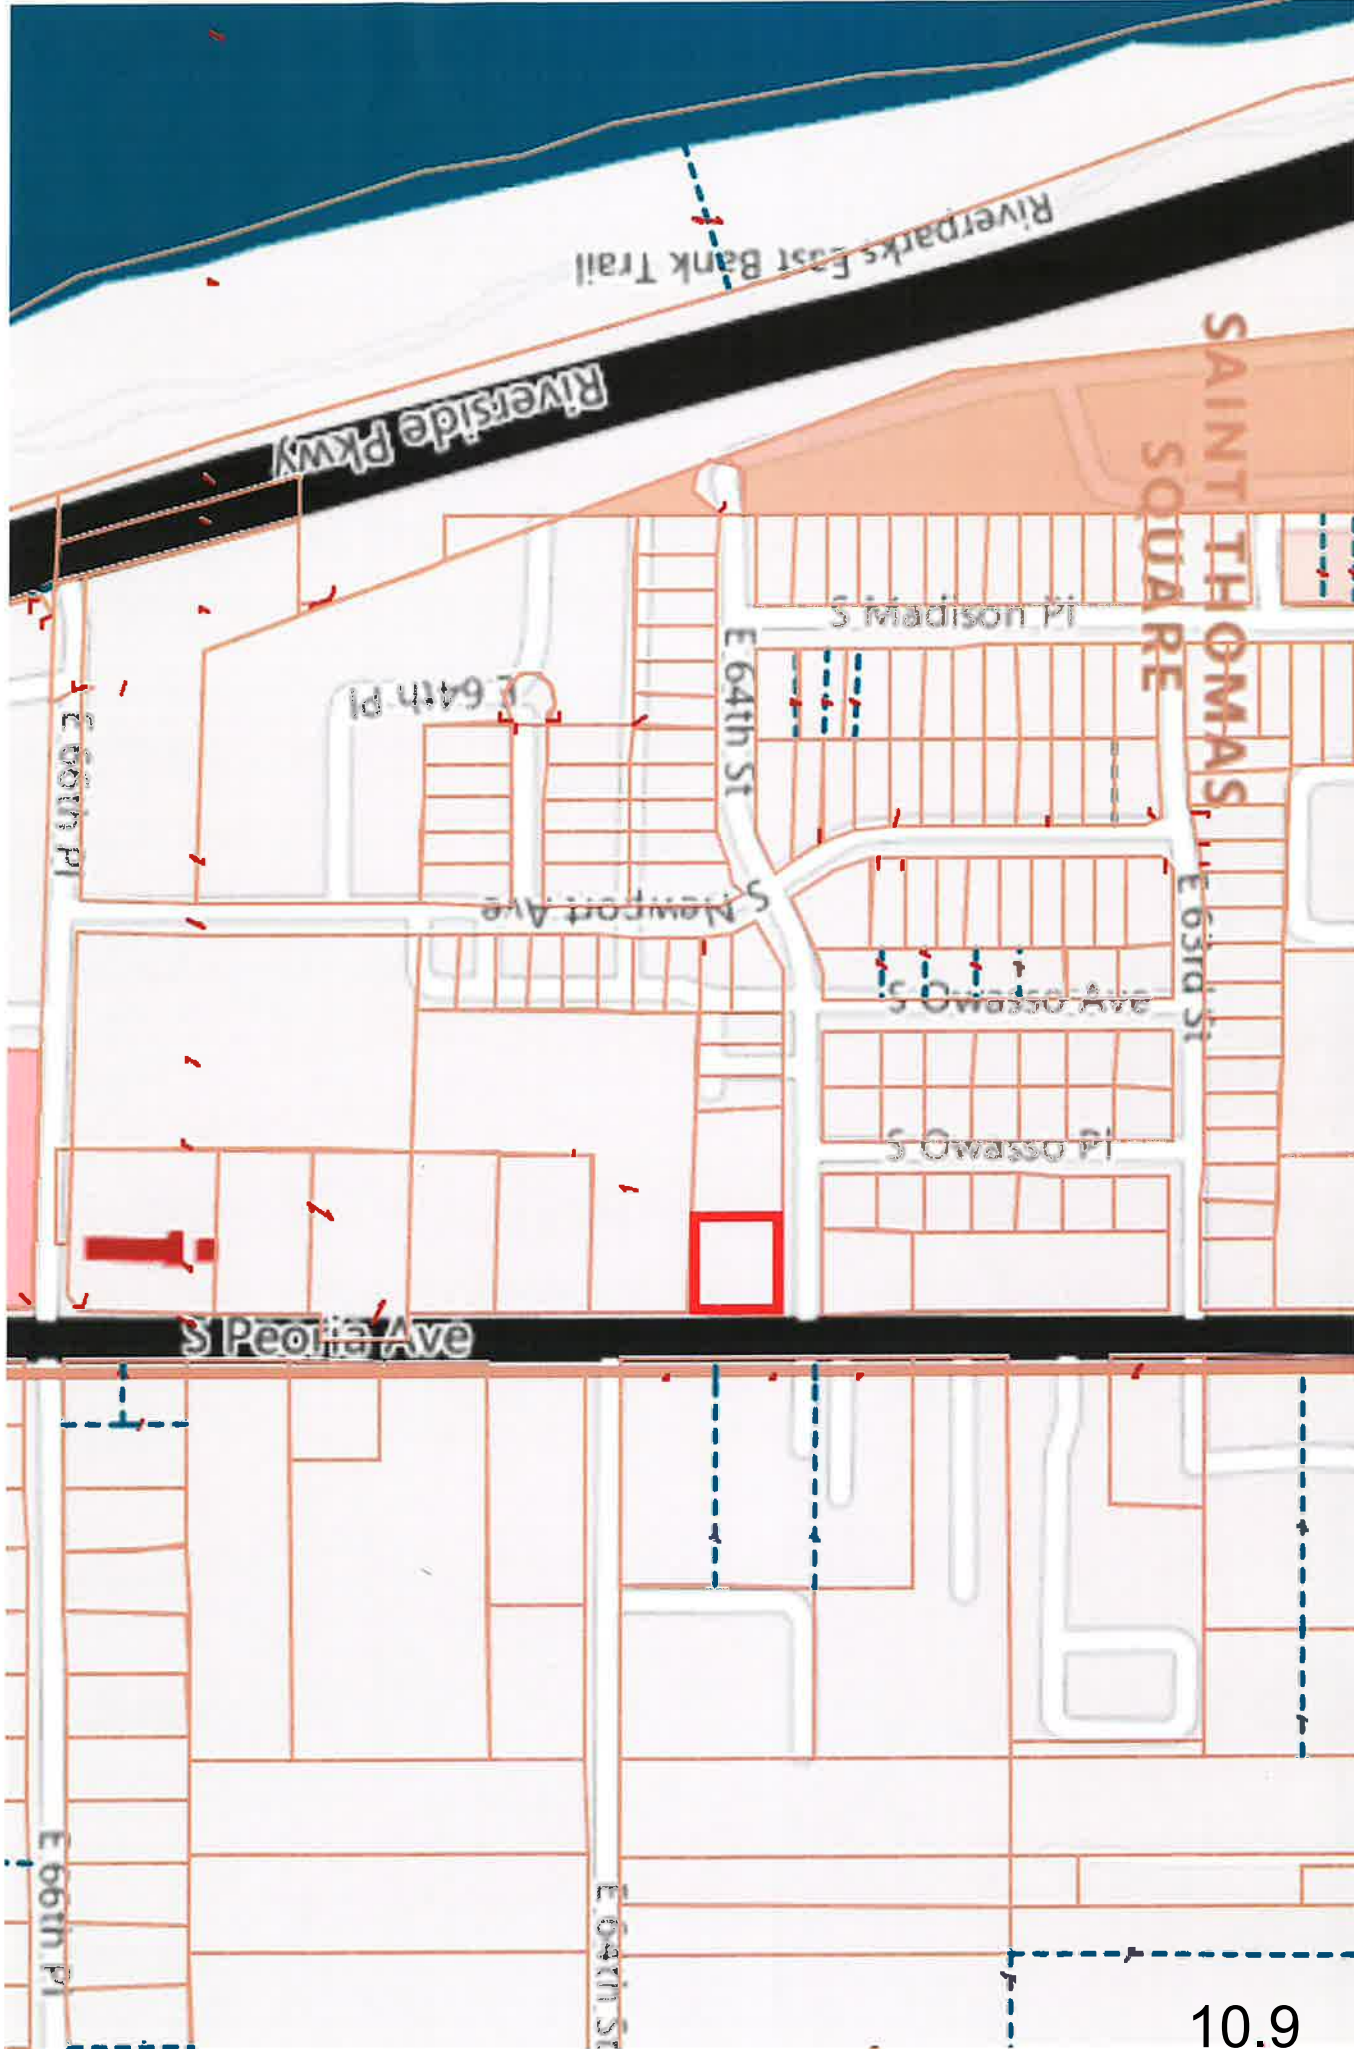 Riverparks East Bank Trail
Riverside Pkwy
SAINT THOMAS
SQUARE
S Madison Pl
E 64th St
E 64th Pl
E 66th Pl
S Newport Ave
E 63rd St
S Owasso Ave
S Owasso Pl
S Peoria Ave
E 66th Pl
E 64th St
10.9